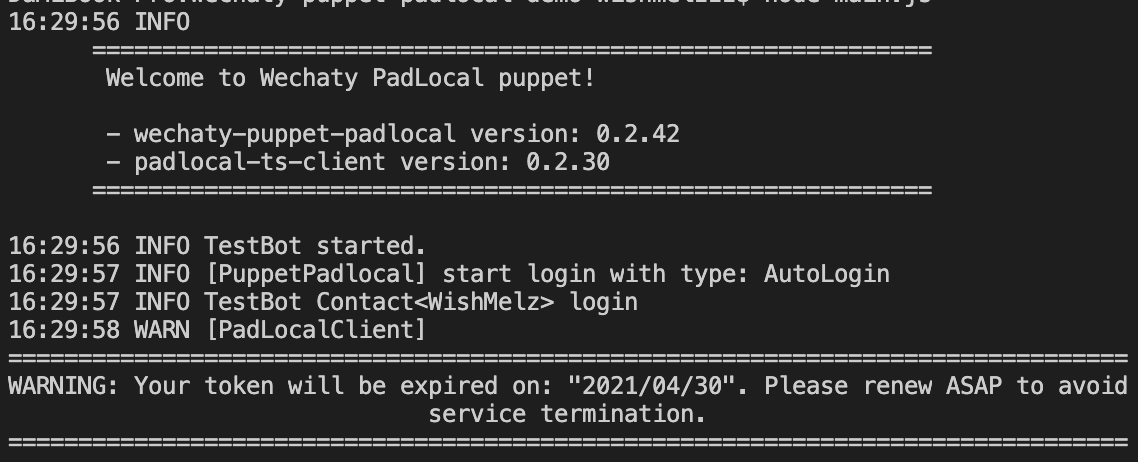 16:29:56 INFO
============================================================
Welcome to Wechaty PadLocal puppet!
- wechaty-puppet-padlocal version: 0.2.42
- padlocal-ts-client version: 0.2.30
============================================================
16:29:56 INFO TestBot started.
16:29:57 INFO [PuppetPadlocal] start login with type: AutoLogin
16:29:57 INFO TestBot Contact<WishMelz> login
16:29:58 WARN [PadLocalClient]
================================================================================
WARNING: Your token will be expired on: "2021/04/30". Please renew ASAP to avoid
service termination.
================================================================================